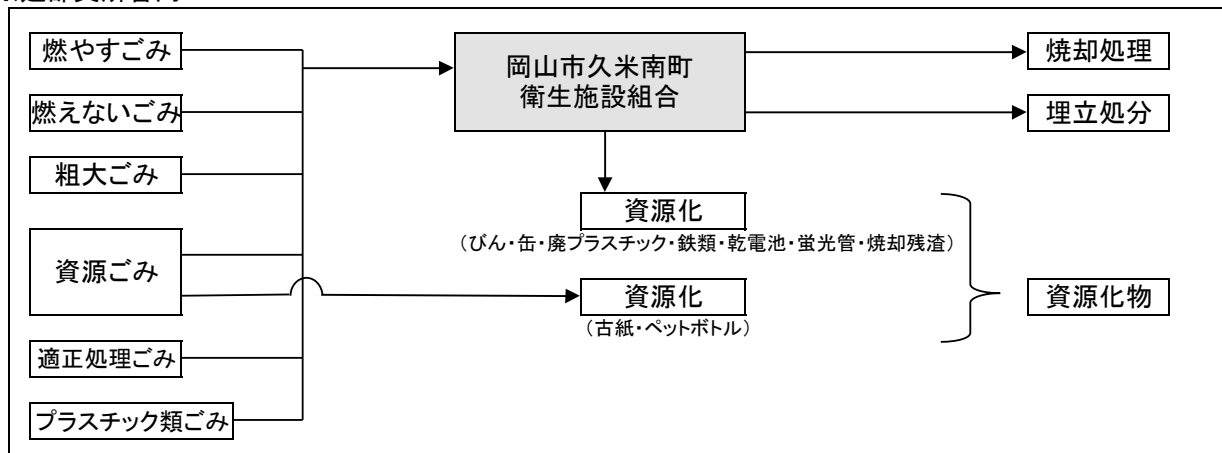 燃やすごみ
燃えないごみ
粗大ごみ
資源ごみ
適正処理ごみ
プラスチック類ごみ
岡山市久米南町
衛生施設組合
資源化
(びん・缶・廃プラスチック・鉄類・乾電池・蛍光管・焼却残渣)
資源化
(古紙・ペットボトル)
焼却処理
埋立処分
資源化物